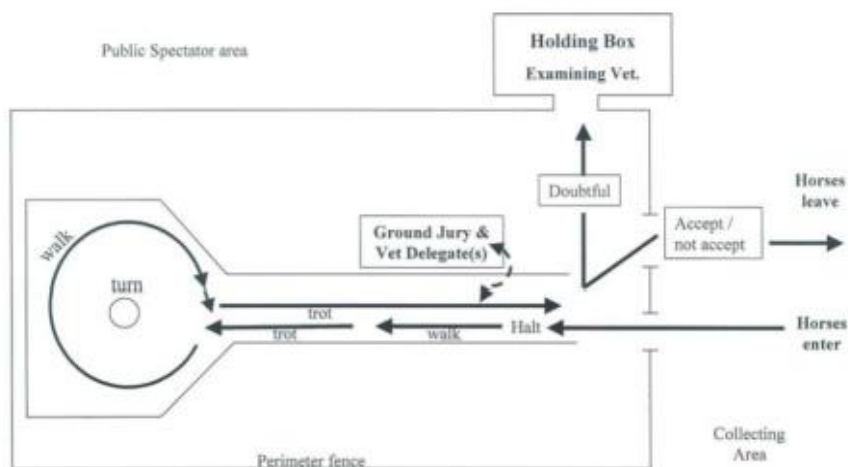 Public Spectator area
Holding Box
Examining Vet.
Doubtful
Horses
leave
Accept /
not accept
Ground Jury &
Vet Delegate(s)
walk
turn
trot
trot
walk
Halt
Horses
enter
Collecting
Area
Perimeter fence